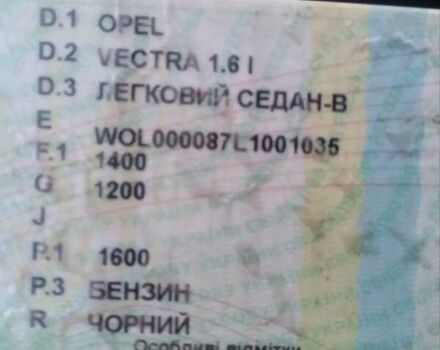 D.1 OPEL
D.2 VECTRA 1.6 I
D.3 ЛЕГКОВИЙ СЕДАН-В
E WOL000087L1001035
F.1 1400
G 1200
J
P.1 1600
P.3 БЕНЗИН
R ЧОРНИЙ
Особливі відмітки